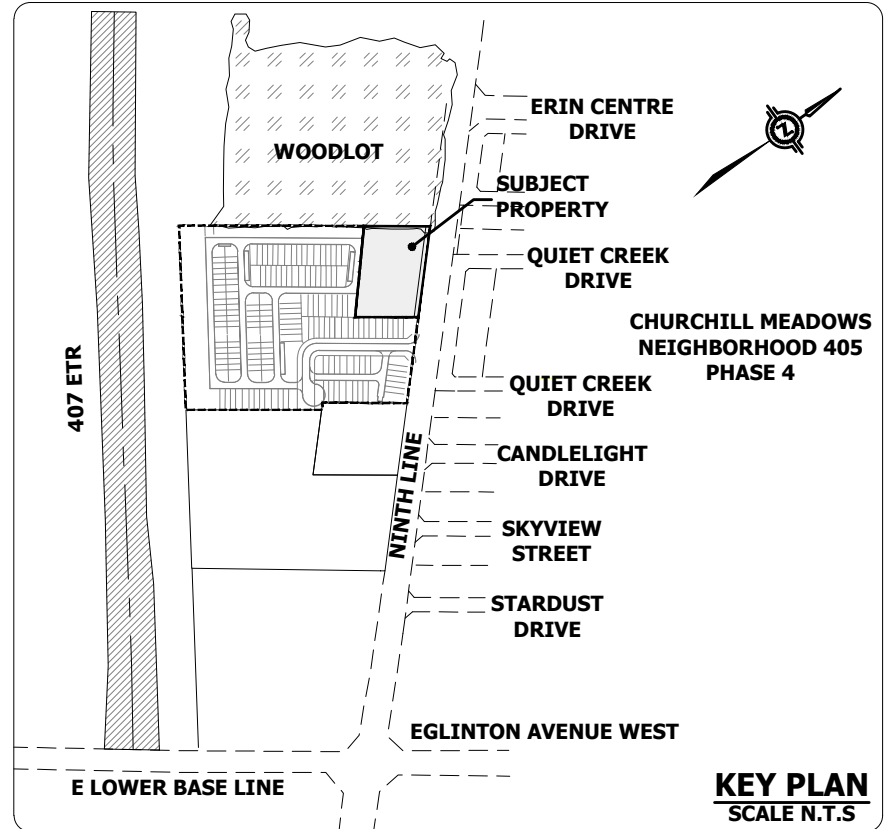 ERIN CENTRE
DRIVE
WOODLOT
SUBJECT
PROPERTY
QUIET CREEK
DRIVE
CHURCHILL MEADOWS
NEIGHBORHOOD 405
PHASE 4
407 ETR
QUIET CREEK
DRIVE
NINTH LINE
CANDLELIGHT
DRIVE
SKYVIEW
STREET
STARDUST
DRIVE
EGLINTON AVENUE WEST
E LOWER BASE LINE
KEY PLAN
SCALE N.T.S